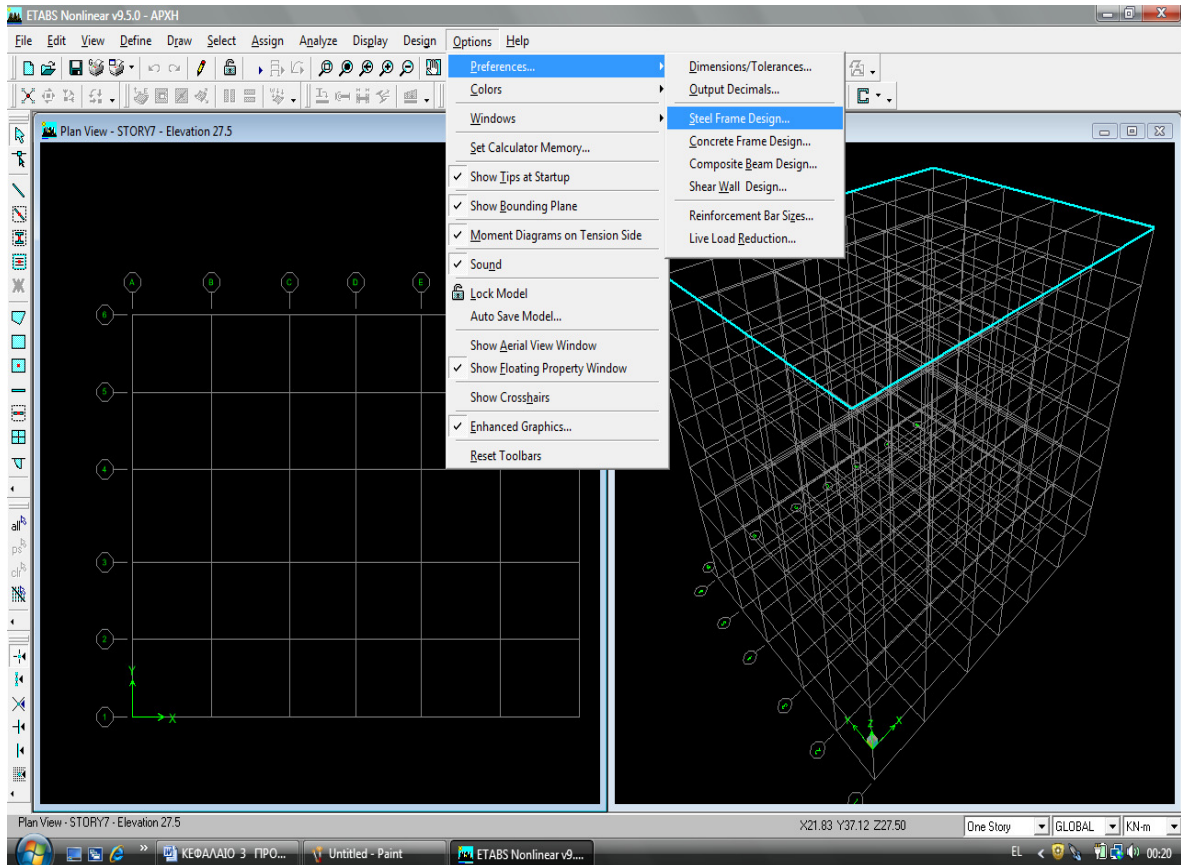 ETABS Nonlinear v9.5.0 - APXH
File Edit View Define Draw Select Assign Analyze Display Design Options Help
Plan View - STORY7 - Elevation 27.5
Preferences...
Colors
Windows
Set Calculator Memory...
Show Tips at Startup
Show Bounding Plane
Moment Diagrams on Tension Side
Sound
Lock Model
Auto Save Model...
Show Aerial View Window
Show Floating Property Window
Show Crosshairs
Enhanced Graphics...
Reset Toolbars
Dimensions/Tolerances...
Output Decimals...
Steel Frame Design...
Concrete Frame Design...
Composite Beam Design...
Shear Wall Design...
Reinforcement Bar Sizes...
Live Load Reduction...
all
ps
clr
A B C D E
6
5
4
3
2
1
Y
X
Y Z X
Plan View - STORY7 - Elevation 27.5
X21.83 Y37.12 Z27.50
One Story
GLOBAL
KN-m
ΚΕΦΑΛΑΙΟ 3 ΠΡΟ...
Untitled - Paint
ETABS Nonlinear v9....
EL
00:20